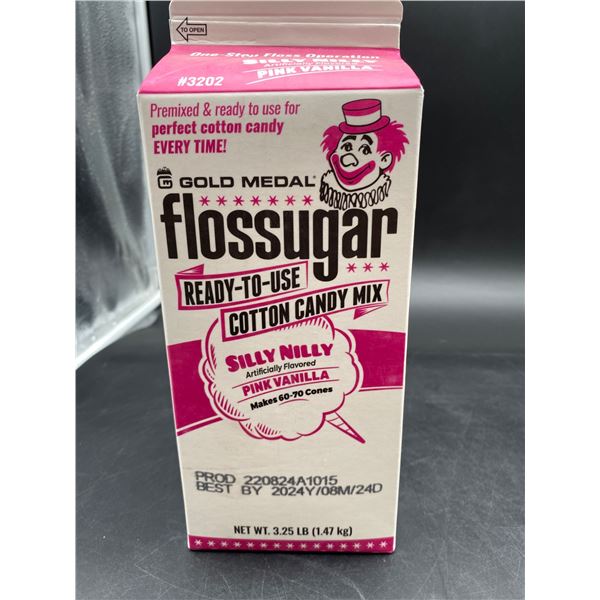 TO OPEN
One-Step Floss Operation
#3202
SILLY NILLY
Artificially Flavored
PINK VANILLA
Premixed & ready to use for
perfect cotton candy
EVERY TIME!
GOLD MEDAL®
flossugar
READY-TO-USE
COTTON CANDY MIX
SILLY NILLY
Artificially Flavored
PINK VANILLA
Makes 60-70 Cones
PROD 220824A1015
BEST BY 2024Y/08M/24D
NET WT. 3.25 LB (1.47 kg)